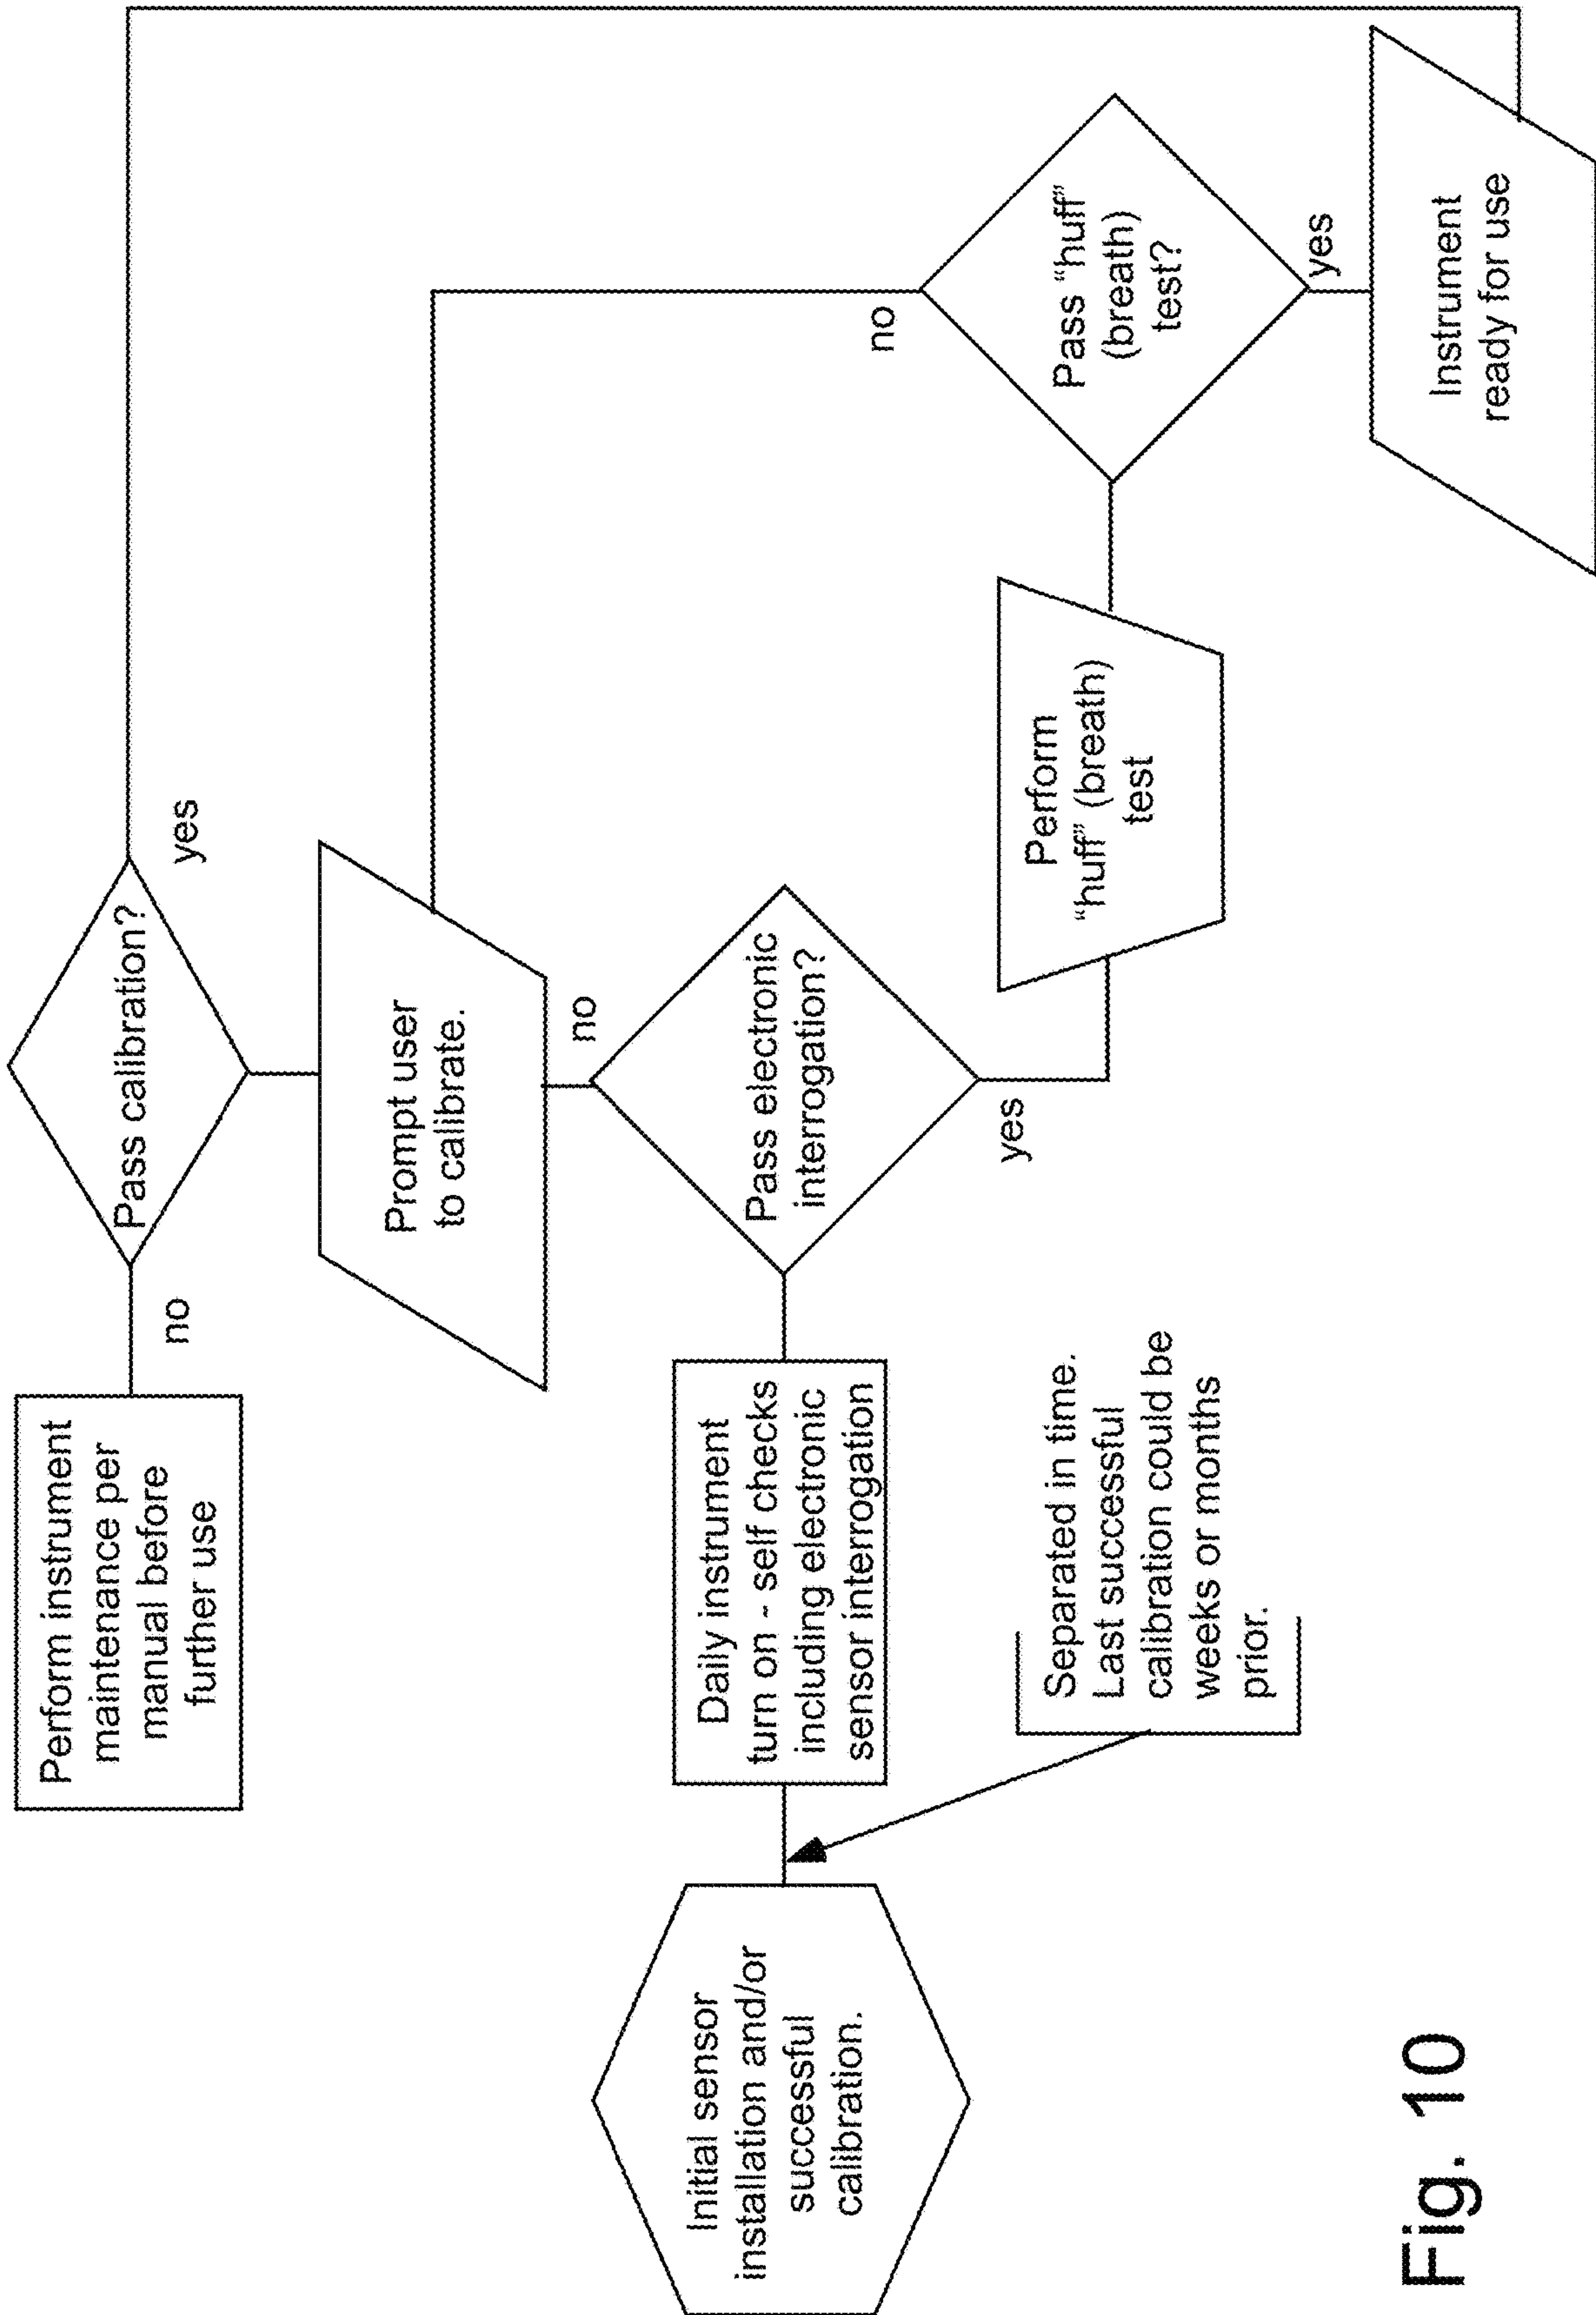 Perform instrument
maintenance per
manual before
further use
no
Pass calibration?
yes
Prompt user
to calibrate.
no
Initial sensor
installation and/or
successful
calibration.
Daily instrument
turn on - self checks
including electronic
sensor interrogation
Pass electronic
interrogation?
yes
Separated in time.
Last successful
calibration could be
weeks or months
prior.
Perform
“huff” (breath)
test
no
Pass “huff”
(breath)
test?
yes
Instrument
ready for use
Fig. 10